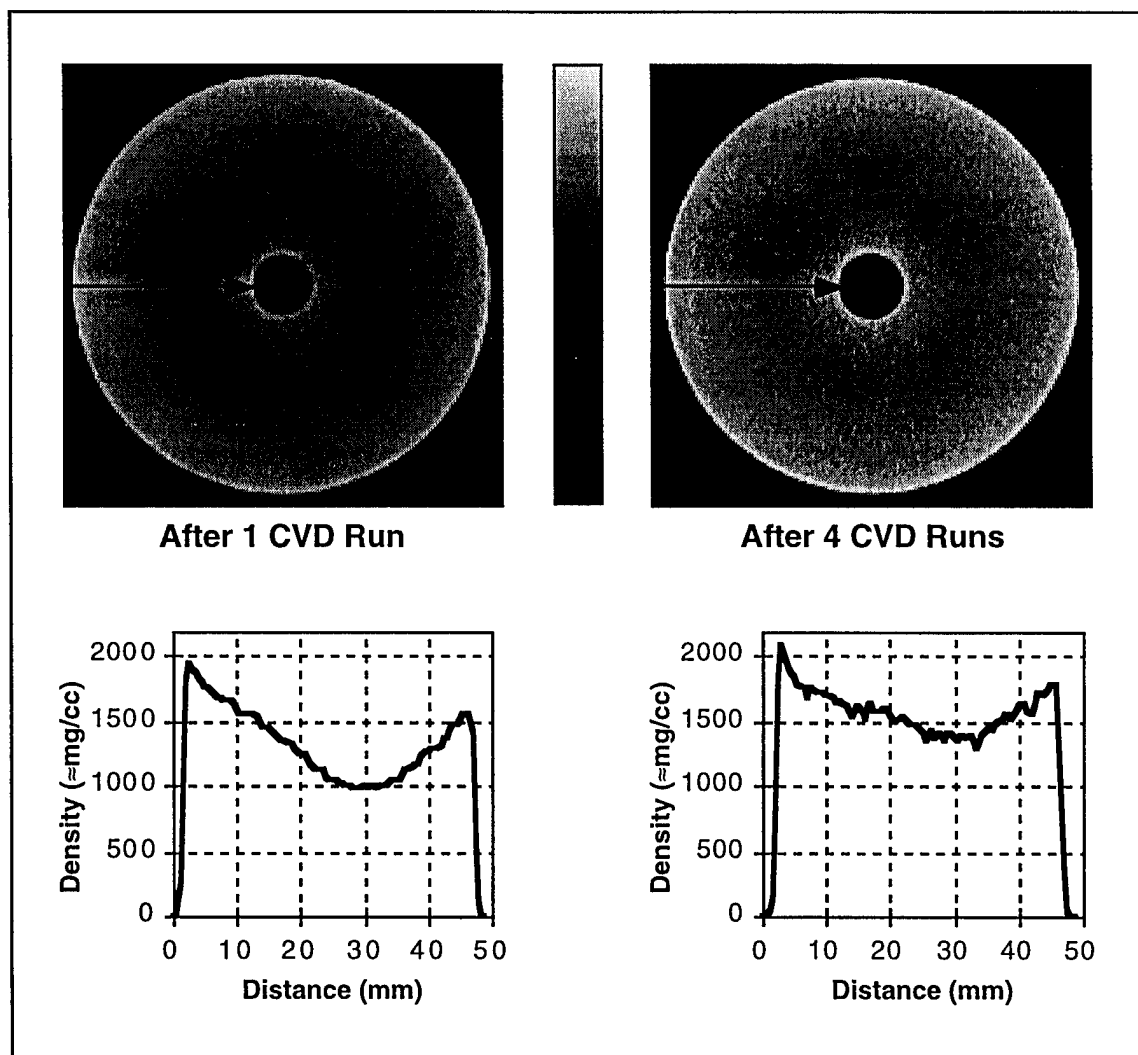 After 1 CVD Run
After 4 CVD Runs
Density (≈mg/cc)
2000
1500
1000
500
0
0 10 20 30 40 50
Distance (mm)
Density (≈mg/cc)
2000
1500
1000
500
0
0 10 20 30 40 50
Distance (mm)